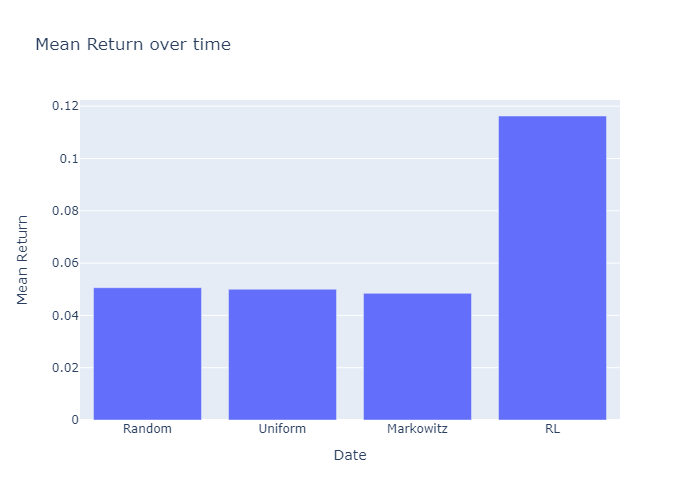 Mean Return over time
Mean Return
0.12
0.1
0.08
0.06
0.04
0.02
0
Random
Uniform
Markowitz
RL
Date